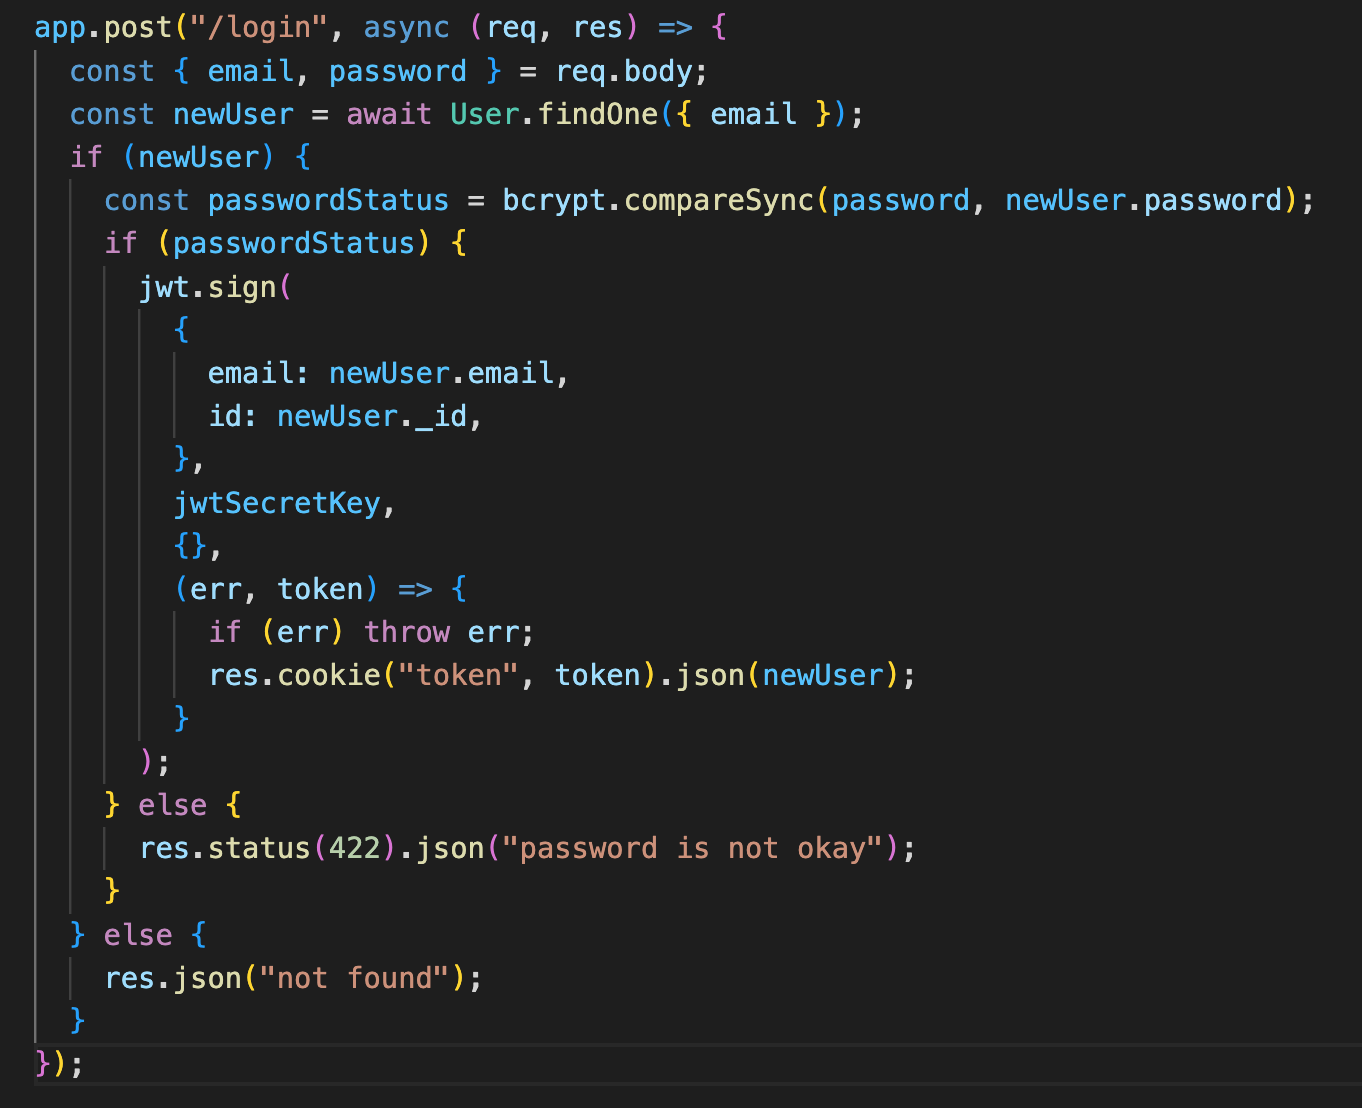 app.post("/login", async (req, res) => {
  const { email, password } = req.body;
  const newUser = await User.findOne({ email });
  if (newUser) {
    const passwordStatus = bcrypt.compareSync(password, newUser.password);
    if (passwordStatus) {
      jwt.sign(
        {
          email: newUser.email,
          id: newUser._id,
        },
        jwtSecretKey,
        {},
        (err, token) => {
          if (err) throw err;
          res.cookie("token", token).json(newUser);
        }
      );
    } else {
      res.status(422).json("password is not okay");
    }
  } else {
    res.json("not found");
  }
});